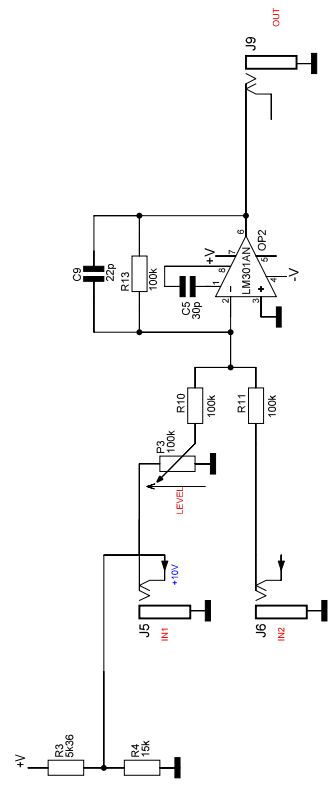 OUT
J9
C9
22p
R13
100k
C5
30p
+V
8
7
6
1
2
3
4
5
LM301AN
OP2
-V
−
+
R10
100k
R11
100k
P3
100k
LEVEL
+10V
J5
IN1
J6
IN2
+V
R3
5k36
R4
15k